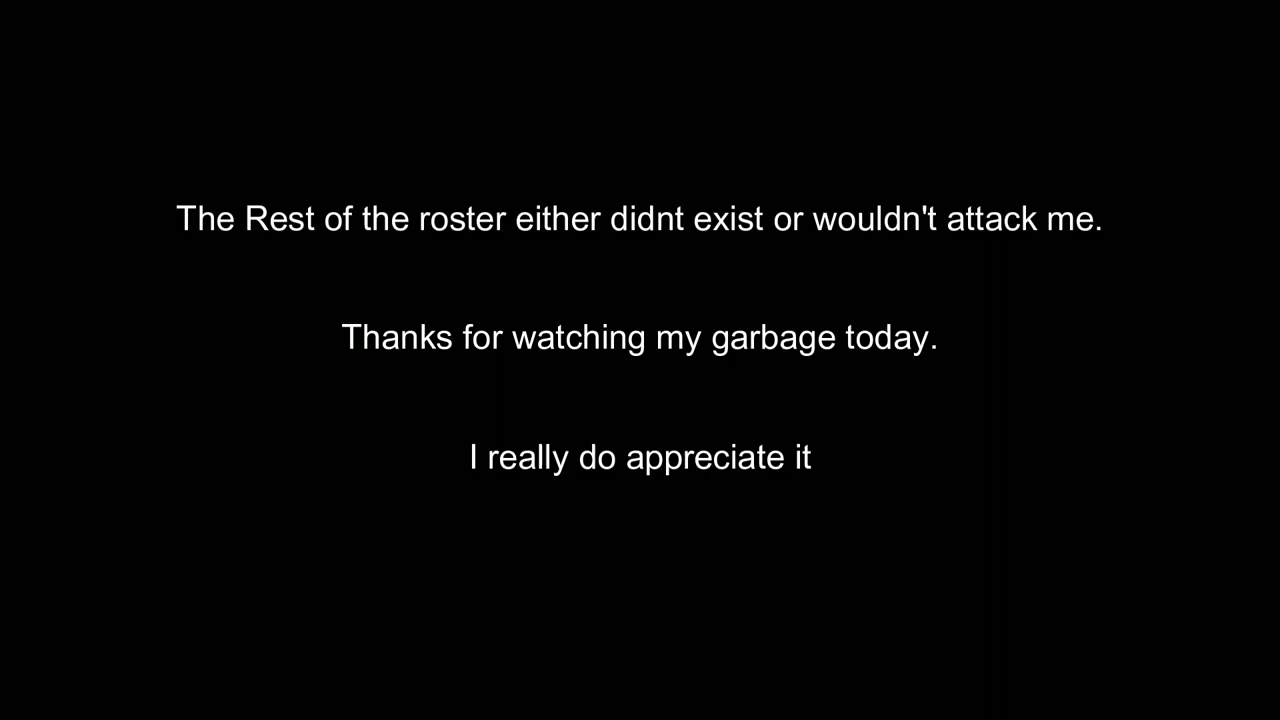 The Rest of the roster either didnt exist or wouldn't attack me.
Thanks for watching my garbage today.
I really do appreciate it